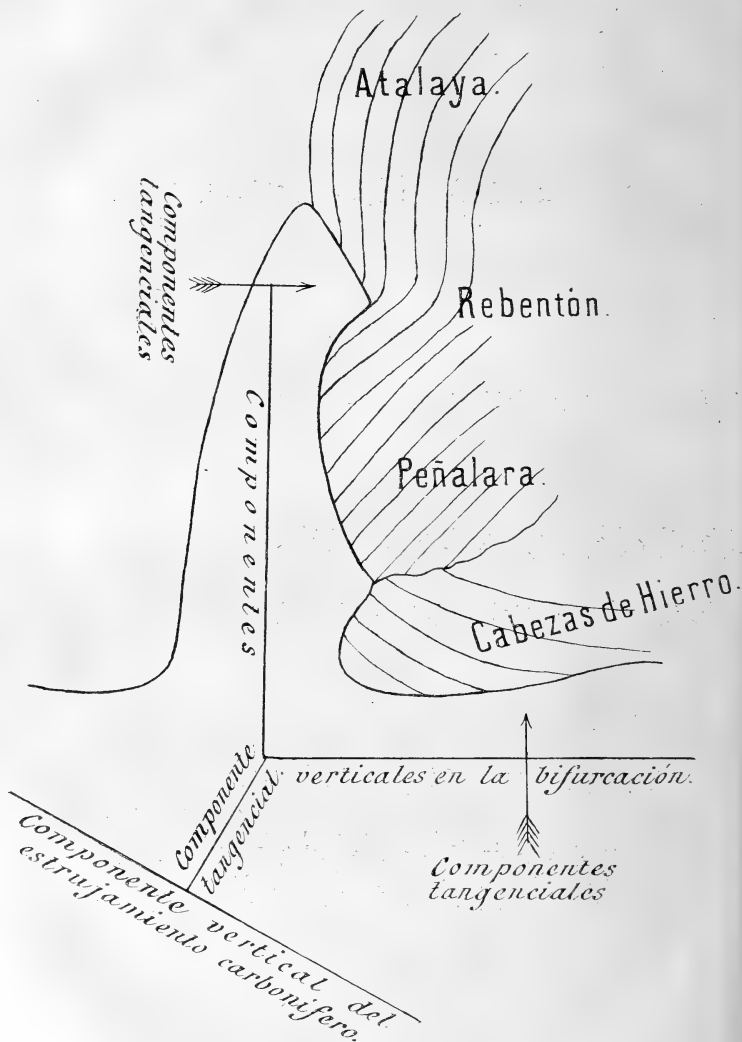 Atalaya.
Componentes
tangenciales
Rebentón.
Componentes
Peñalara.
Cabezas de Hierro.
Componente
tangencial
verticales en la bifurcación.
Componentes
tangenciales
Componente vertical del
estrujamiento carbonífero.